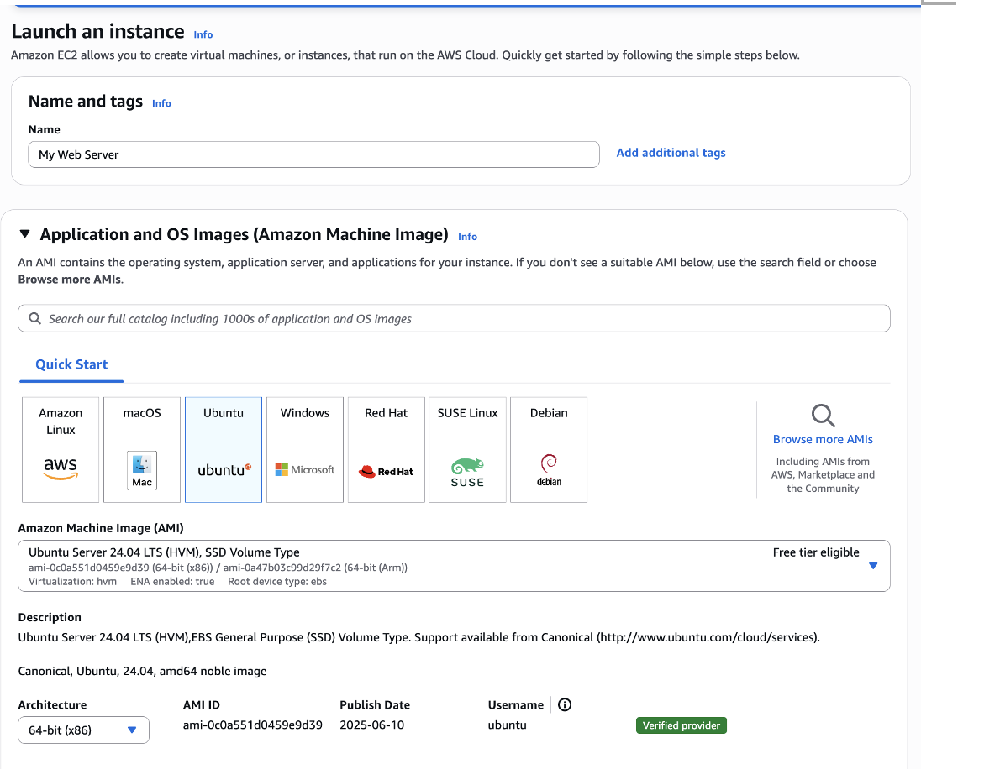 Launch an instance Info
Amazon EC2 allows you to create virtual machines, or instances, that run on the AWS Cloud. Quickly get started by following the simple steps below.
Name and tags Info
Name
My Web Server
Add additional tags
Application and OS Images (Amazon Machine Image) Info
An AMI contains the operating system, application server, and applications for your instance. If you don't see a suitable AMI below, use the search field or choose
Browse more AMIs.
Search our full catalog including 1000s of application and OS images
Quick Start
Amazon
Linux
aws
macOS
Mac
Ubuntu
ubuntu
Windows
Microsoft
Red Hat
Red Hat
SUSE Linux
SUSE
Debian
debian
Browse more AMIs
Including AMIs from
AWS, Marketplace and
the Community
Amazon Machine Image (AMI)
Ubuntu Server 24.04 LTS (HVM), SSD Volume Type
Free tier eligible
ami-0c0a551d0459e9d39 (64-bit (x86)) / ami-0a47b03c99d29f7c2 (64-bit (Arm))
Virtualization: hvm ENA enabled: true Root device type: ebs
Description
Ubuntu Server 24.04 LTS (HVM),EBS General Purpose (SSD) Volume Type. Support available from Canonical (http://www.ubuntu.com/cloud/services).
Canonical, Ubuntu, 24.04, amd64 noble image
Architecture
64-bit (x86)
AMI ID
ami-0c0a551d0459e9d39
Publish Date
2025-06-10
Username
ubuntu
Verified provider